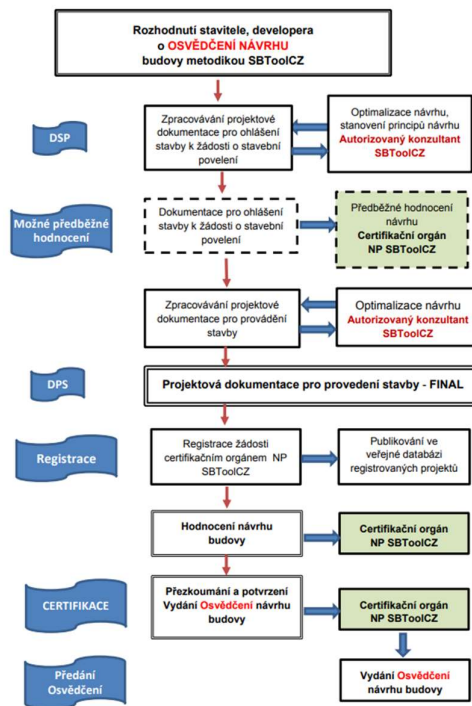 Rozhodnutí stavitele, developera
o OSVĚDČENÍ NÁVRHU
budovy metodikou SBToolCZ
DSP
Zpracovávání projektové
dokumentace pro ohlášení
stavby k žádosti o stavební
povelení
Optimalizace návrhu,
stanovení principů návrhu
Autorizovaný konzultant
SBToolCZ
Možné předběžné
hodnocení
Dokumentace pro ohlášení
stavby k žádosti o stavební
povelení
Předběžné hodnocení
návrhu
Certifikační orgán
NP SBToolCZ
Zpracovávání projektové
dokumentace pro provádění
stavby
Optimalizace návrhu
Autorizovaný konzultant
SBToolCZ
DPS
Projektová dokumentace pro provedení stavby - FINAL
Registrace
Registrace žádosti
certifikačním orgánem NP
SBToolCZ
Publikování ve
veřejné databázi
registrovaných projektů
Hodnocení návrhu
budovy
Certifikační orgán
NP SBToolCZ
CERTIFIKACE
Přezkoumání a potvrzení
Vydání Osvědčení návrhu
budovy
Certifikační orgán
NP SBToolCZ
Předání
Osvědčení
Vydání Osvědčení
návrhu budovy